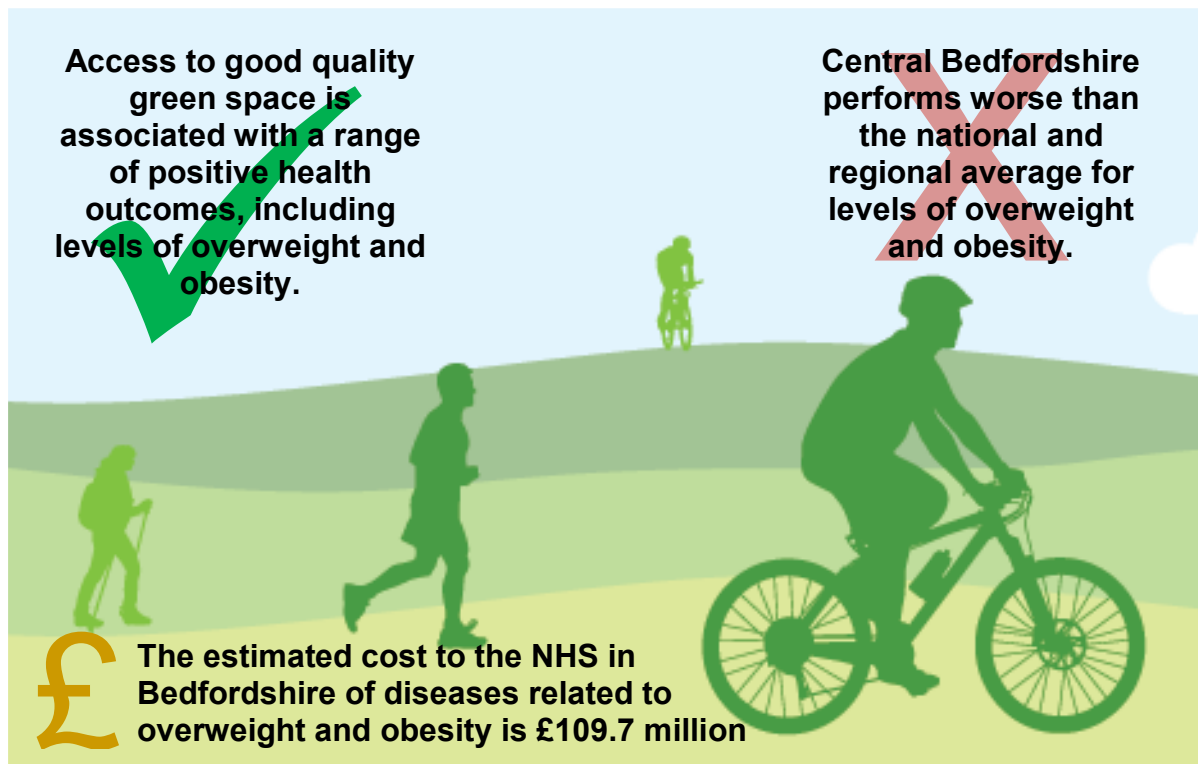 Access to good quality
green space is
associated with a range
of positive health
outcomes, including
levels of overweight and
obesity.
Central Bedfordshire
performs worse than
the national and
regional average for
levels of overweight
and obesity.
£
The estimated cost to the NHS in
Bedfordshire of diseases related to
overweight and obesity is £109.7 million